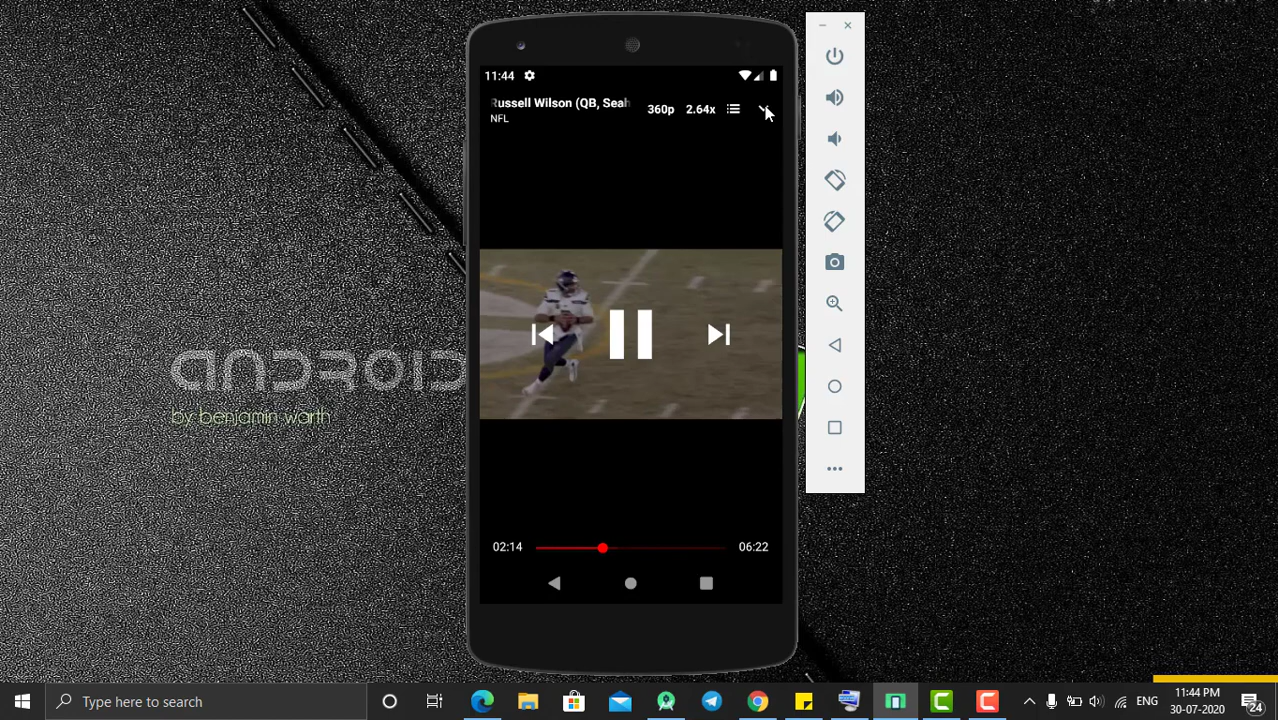 11:44
Russell Wilson (QB, Seah
360p 2.64x
NFL
ANDROID
by benjamin warth
02:14
06:22
Type here to search
ENG
11:44 PM
30-07-2020
24